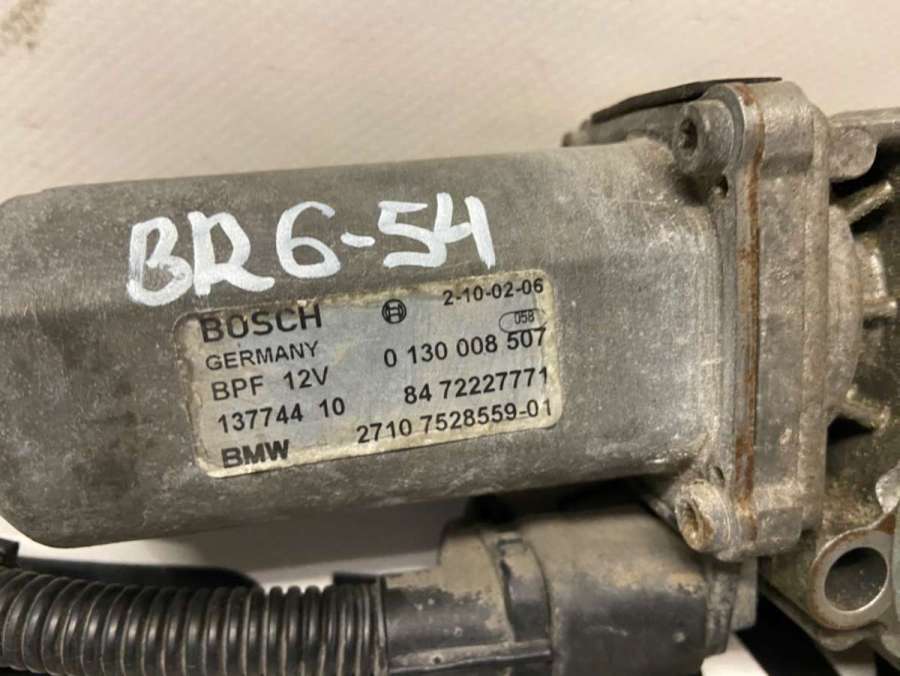 BR6-54
BOSCH 2-10-02-06
058
GERMANY 0 130 008 507
BPF 12V
137744 10 84 72227771
BMW 2710 7528559-01